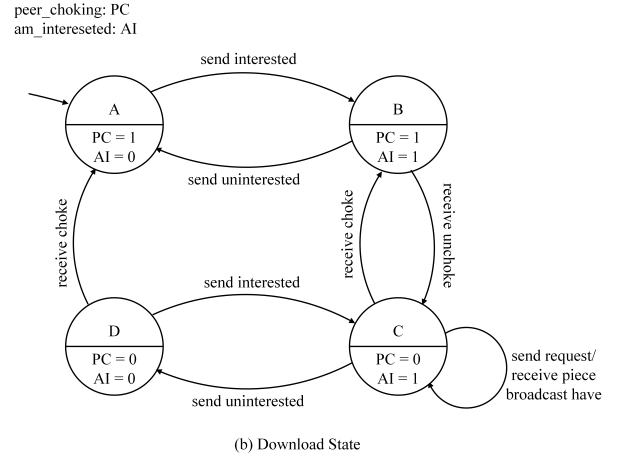 peer_choking: PC
am_intereseted: AI
send interested
A
PC = 1
AI = 0
B
PC = 1
AI = 1
send uninterested
receive choke
receive choke
receive unchoke
send interested
D
PC = 0
AI = 0
C
PC = 0
AI = 1
send request/
receive piece
broadcast have
send uninterested
(b) Download State